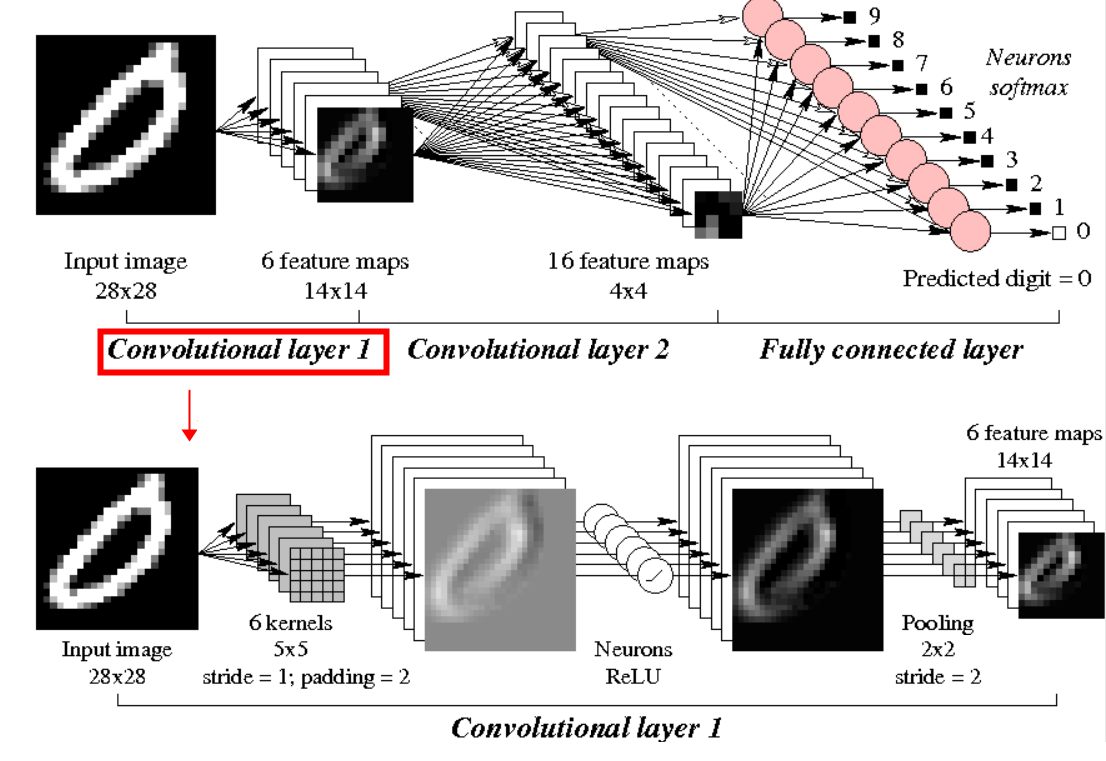 9
8
7
6
5
4
3
2
1
0
Neurons
softmax
Input image
28x28
6 feature maps
14x14
16 feature maps
4x4
Predicted digit = 0
Convolutional layer 1
Convolutional layer 2
Fully connected layer
Input image
28x28
6 kernels
5x5
stride = 1; padding = 2
Neurons
ReLU
Pooling
2x2
stride = 2
6 feature maps
14x14
Convolutional layer 1